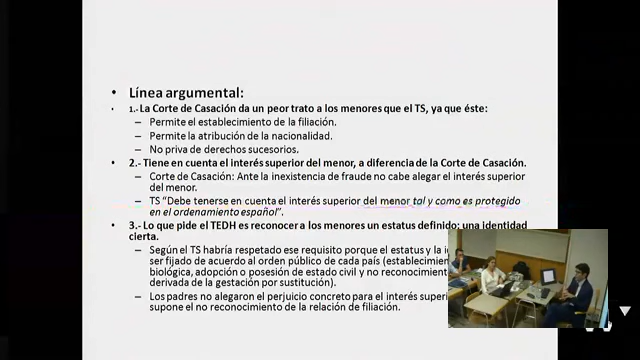 • Línea argumental:
• 1.- La Corte de Casación da un peor trato a los menores que el TS, ya que éste:
– Permite el establecimiento de la filiación.
– Permite la atribución de la nacionalidad.
– No priva de derechos sucesorios.
• 2.- Tiene en cuenta el interés superior del menor, a diferencia de la Corte de Casación.
– Corte de Casación: Ante la inexistencia de fraude no cabe alegar el interés superior
del menor.
– TS "Debe tenerse en cuenta el interés superior del menor tal y como es protegido
en el ordenamiento español".
• 3.- Lo que pide el TEDH es reconocer a los menores un estatus definido: una identidad
cierta.
– Según el TS habría respetado ese requisito porque el estatus y la
ser fijado de acuerdo al orden público de cada país (establecimien
biológica, adopción o posesión de estado civil y no reconocimient
derivada de la gestación por sustitución).
– Los padres no alegaron el perjuicio concreto para el interés superi
supone el no reconocimiento de la relación de filiación.